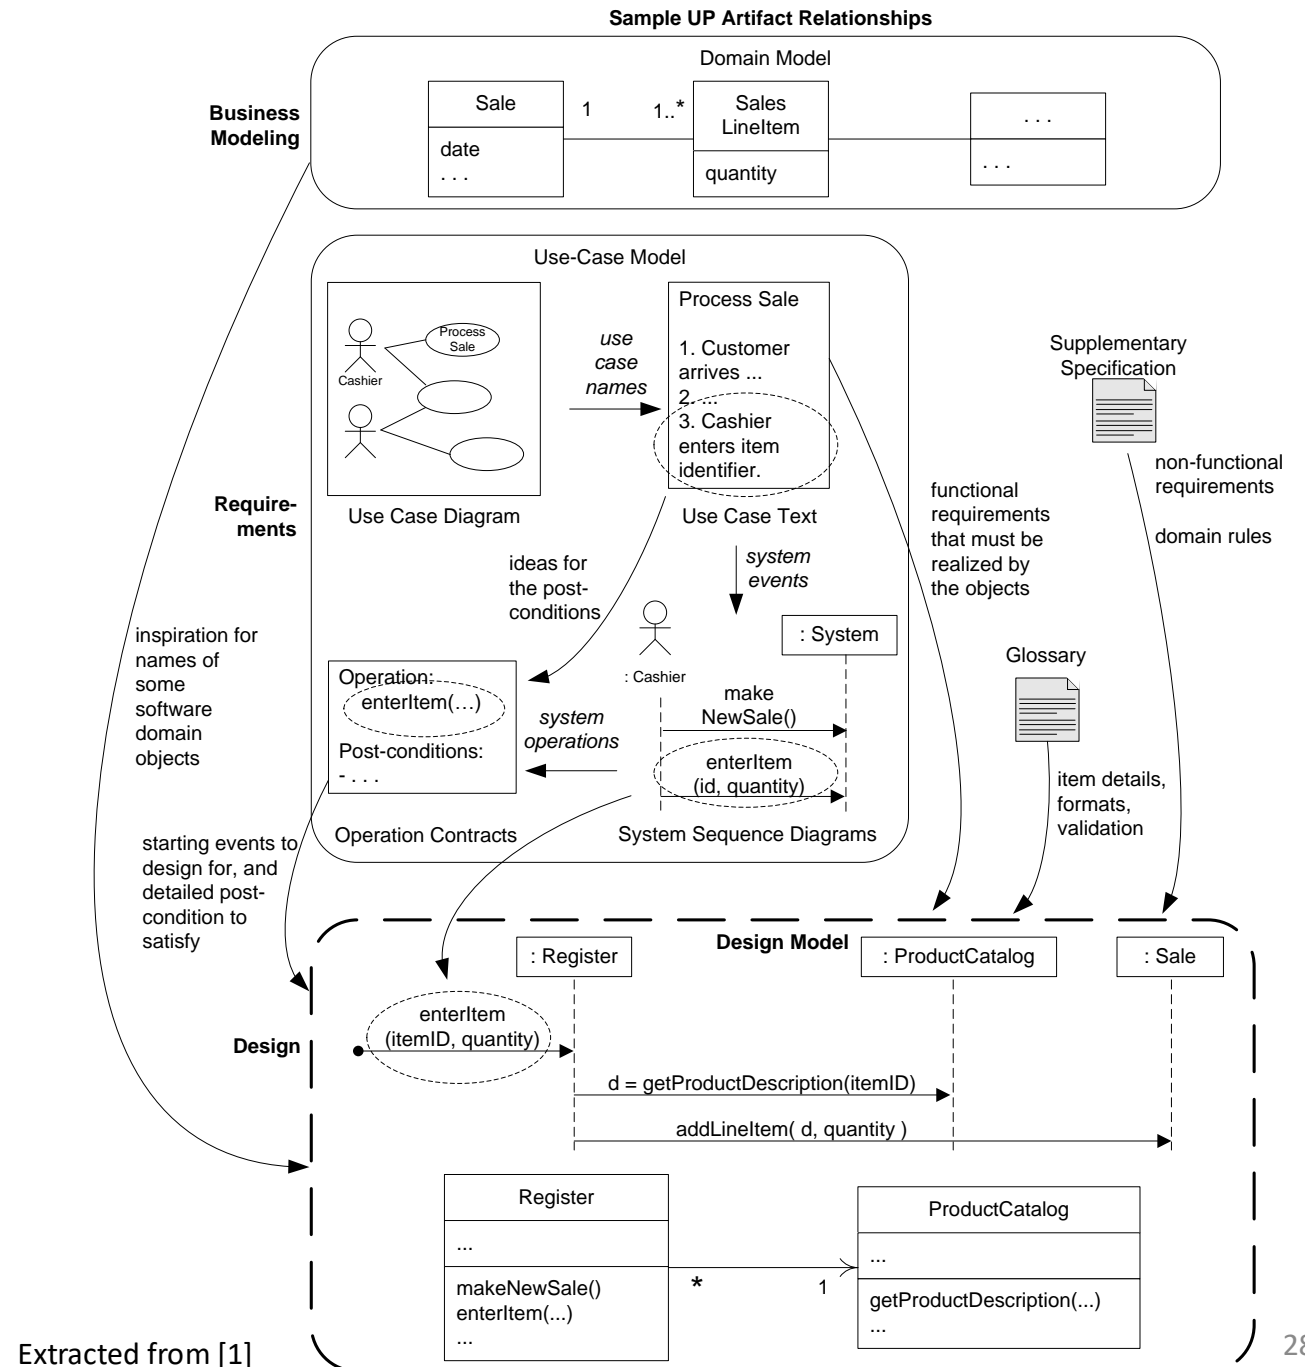 Sample UP Artifact Relationships
Domain Model
Business
Modeling
Sale
1
1..*
Sales
LineItem
. . .
date
. . .
quantity
. . .
Use-Case Model
Require-
ments
Process
Sale
Cashier
Use Case Diagram
use
case
names
Process Sale
1. Customer
arrives ...
2. ...
3. Cashier
enters item
identifier.
Use Case Text
Supplementary
Specification
non-functional
requirements
domain rules
functional
requirements
that must be
realized by
the objects
ideas for
the post-
conditions
system
events
inspiration for
names of
some
software
domain
objects
Operation:
enterItem(…)
Post-conditions:
- . . .
Operation Contracts
system
operations
: Cashier
: System
make
NewSale()
enterItem
(id, quantity)
System Sequence Diagrams
Glossary
item details,
formats,
validation
starting events to
design for, and
detailed post-
condition to
satisfy
Design Model
Design
: Register
: ProductCatalog
: Sale
enterItem
(itemID, quantity)
d = getProductDescription(itemID)
addLineItem( d, quantity )
Register
...
makeNewSale()
enterItem(...)
...
*
1
ProductCatalog
...
getProductDescription(...)
...
Extracted from [1]
28